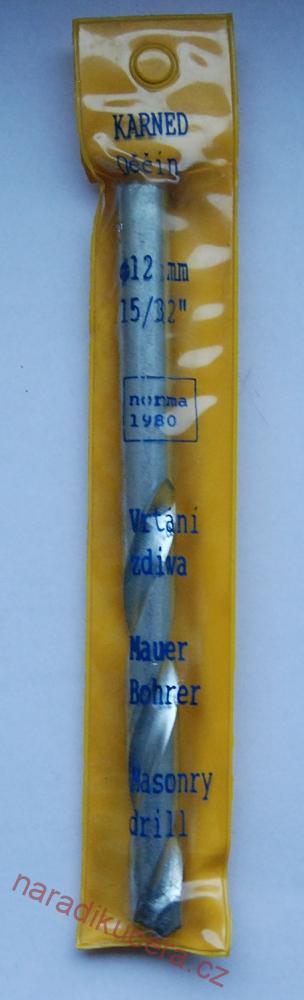 KARNED
Děčín
ø12 mm
15/32"
norma
1980
Vrtání
zdiva
Mauer
Bohrer
Masonry
drill
naradikucera.cz